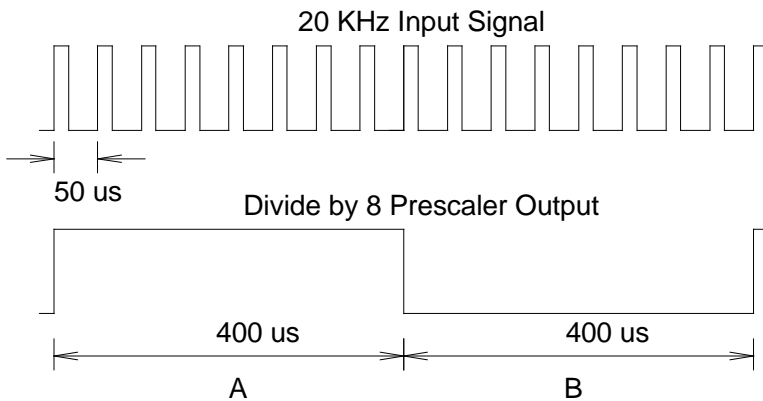 20 KHz Input Signal
50 us
Divide by 8 Prescaler Output
400 us 400 us
A B